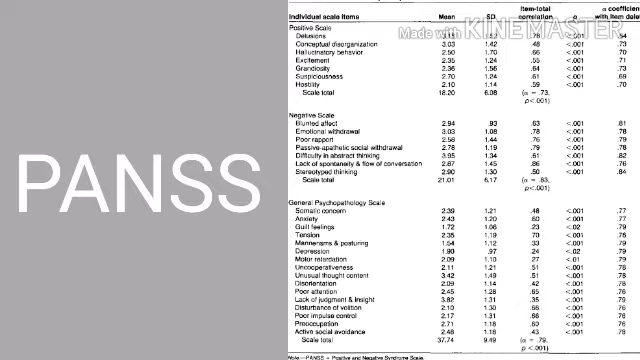 PANSS
Individual scale items Mean SD Item-total correlation α α coefficient with item dele
Positive Scale
Delusions <.001
Conceptual disorganization 3.03 1.42 .48 <.001 .73
Hallucinatory behavior 2.50 1.70 .66 <.001 .70
Excitement 2.35 1.24 .55 <.001 .71
Grandiosity 2.36 1.56 .64 <.001 .73
Suspiciousness 2.70 1.24 .61 <.001 .69
Hostility 2.10 1.14 .59 <.001 .70
Scale total 18.20 6.08 (α = .73,
p<.001)
Negative Scale
Blunted affect 2.94 .93 .63 <.001 .81
Emotional withdrawal 3.03 1.08 .78 <.001 .78
Poor rapport 2.58 1.44 .76 <.001 .79
Passive-apathetic social withdrawal 2.78 1.19 .79 <.001 .78
Difficulty in abstract thinking 3.95 1.34 .61 <.001 .82
Lack of spontaneity & flow of conversation 2.87 1.45 .86 <.001 .76
Stereotyped thinking 2.90 1.30 .50 <.001 .84
Scale total 21.01 6.17 (α = .83,
p<.001)
General Psychopathology Scale
Somatic concern 2.39 1.21 .48 <.001 .77
Anxiety 2.43 1.20 .60 <.001 .77
Guilt feelings 1.72 1.06 .23 <.02 .79
Tension 2.35 1.19 .70 <.001 .75
Mannerisms & posturing 1.54 1.12 .33 <.001 .79
Depression 1.90 .97 .24 <.02 .79
Motor retardation 2.09 1.10 .27 <.01 .79
Uncooperativeness 2.11 1.21 .51 <.001 .78
Unusual thought content 3.42 1.49 .51 <.001 .78
Disorientation 2.09 1.14 .42 <.001 .78
Poor attention 2.45 1.28 .65 <.001 .76
Lack of judgment & insight 3.82 1.31 .35 <.001 .79
Disturbance of volition 2.10 1.30 .66 <.001 .76
Poor impulse control 2.17 1.31 .66 <.001 .76
Preoccupation 2.71 1.18 .60 <.001 .76
Active social avoidance 2.48 1.18 .43 <.001 .78
Scale total 37.74 9.49 (α = .79,
p <.001)
Note.—PANSS = Positive and Negative Syndrome Scale.
Made with KINEMASTER